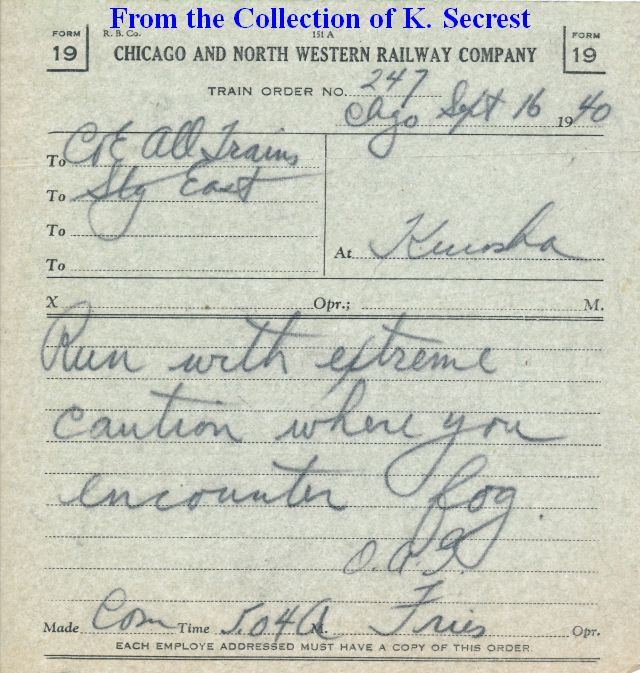 From the Collection of K. Secrest
FORM 19
R. B. Co. 151 A
FORM 19
CHICAGO AND NORTH WESTERN RAILWAY COMPANY
TRAIN ORDER NO. 247
Chgo Sept 16 1940
To C&E All Trains
To Stg East
To
To
At Kenosha
X Opr.; M.
Run with extreme
caution where you
encounter fog.
Made Com Time 5.04 A M. Fries Opr.
EACH EMPLOYE ADDRESSED MUST HAVE A COPY OF THIS ORDER.